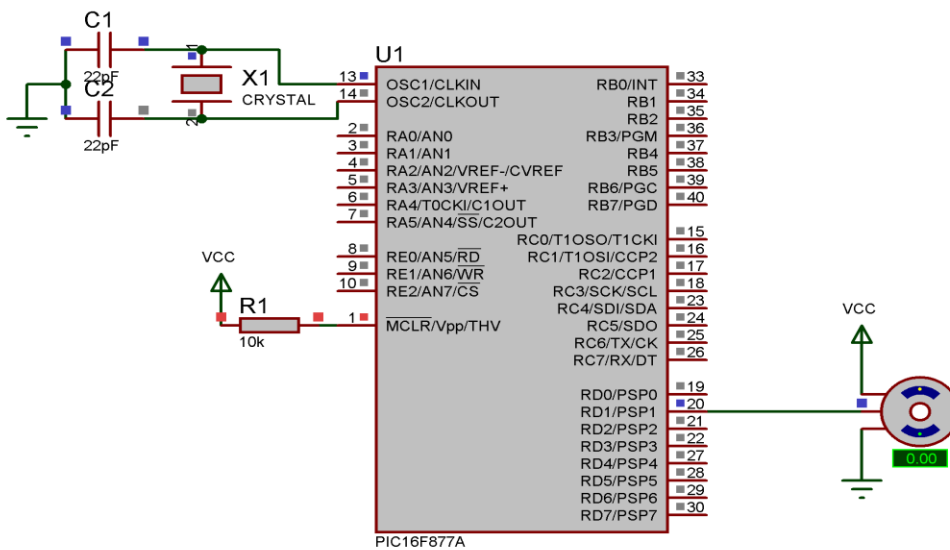 C1
22pF
C2
22pF
1
2
X1
CRYSTAL
U1
13 OSC1/CLKIN
14 OSC2/CLKOUT
2 RA0/AN0
3 RA1/AN1
4 RA2/AN2/VREF-/CVREF
5 RA3/AN3/VREF+
6 RA4/T0CKI/C1OUT
7 RA5/AN4/SS/C2OUT
8 RE0/AN5/RD
9 RE1/AN6/WR
10 RE2/AN7/CS
1 MCLR/Vpp/THV
RB0/INT 33
RB1 34
RB2 35
RB3/PGM 36
RB4 37
RB5 38
RB6/PGC 39
RB7/PGD 40
RC0/T1OSO/T1CKI 15
RC1/T1OSI/CCP2 16
RC2/CCP1 17
RC3/SCK/SCL 18
RC4/SDI/SDA 23
RC5/SDO 24
RC6/TX/CK 25
RC7/RX/DT 26
RD0/PSP0 19
RD1/PSP1 20
RD2/PSP2 21
RD3/PSP3 22
RD4/PSP4 27
RD5/PSP5 28
RD6/PSP6 29
RD7/PSP7 30
PIC16F877A
VCC
R1
10k
VCC
0.00